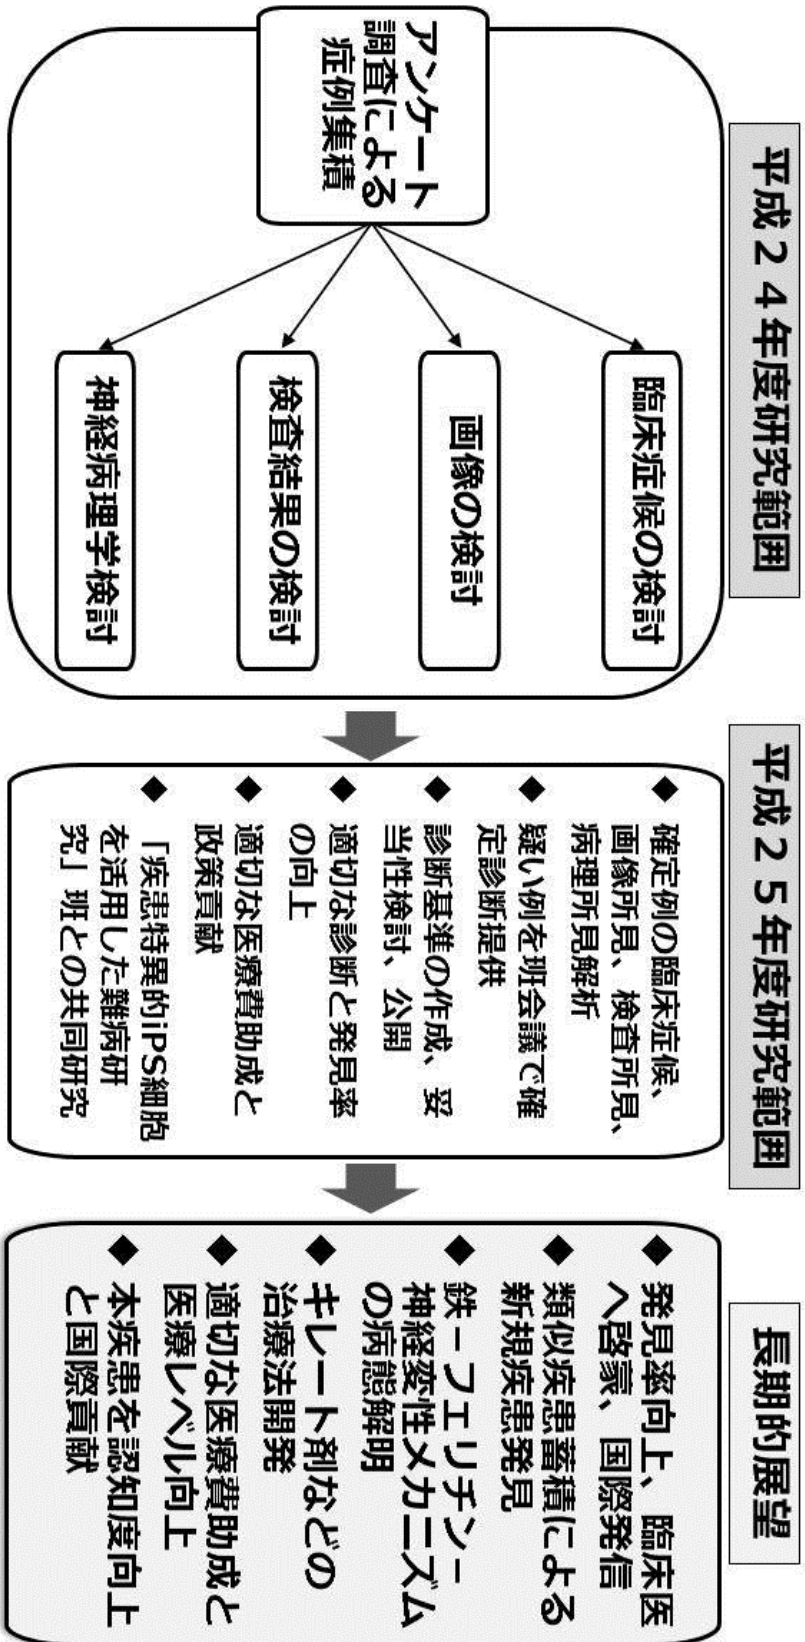 平成２４年度研究範囲
アンケート
調査による
症例集積
臨床症候の検討
画像の検討
検査結果の検討
神経病理学検討
平成２５年度研究範囲
◆ 確定例の臨床症候、
画像所見、検査所見、
病理所見解析
◆ 疑い例を班会議で確
定診断提供
◆ 診断基準の作成、妥
当性検討、公開
◆ 適切な診断と発見率
の向上
◆ 適切な医療費助成と
政策貢献
◆ 「疾患特異的iPS細胞
を活用した難病研
究」班との共同研究
長期的展望
◆ 発見率向上、臨床医
へ啓蒙、国際発信
◆ 類似疾患蓄積による
新規疾患発見
◆ 鉄－フェリチン－
神経変性メカニズム
の病態解明
◆ キレート剤などの
治療法開発
◆ 適切な医療費助成と
医療レベル向上
◆ 本疾患を認知度向上
と国際貢献